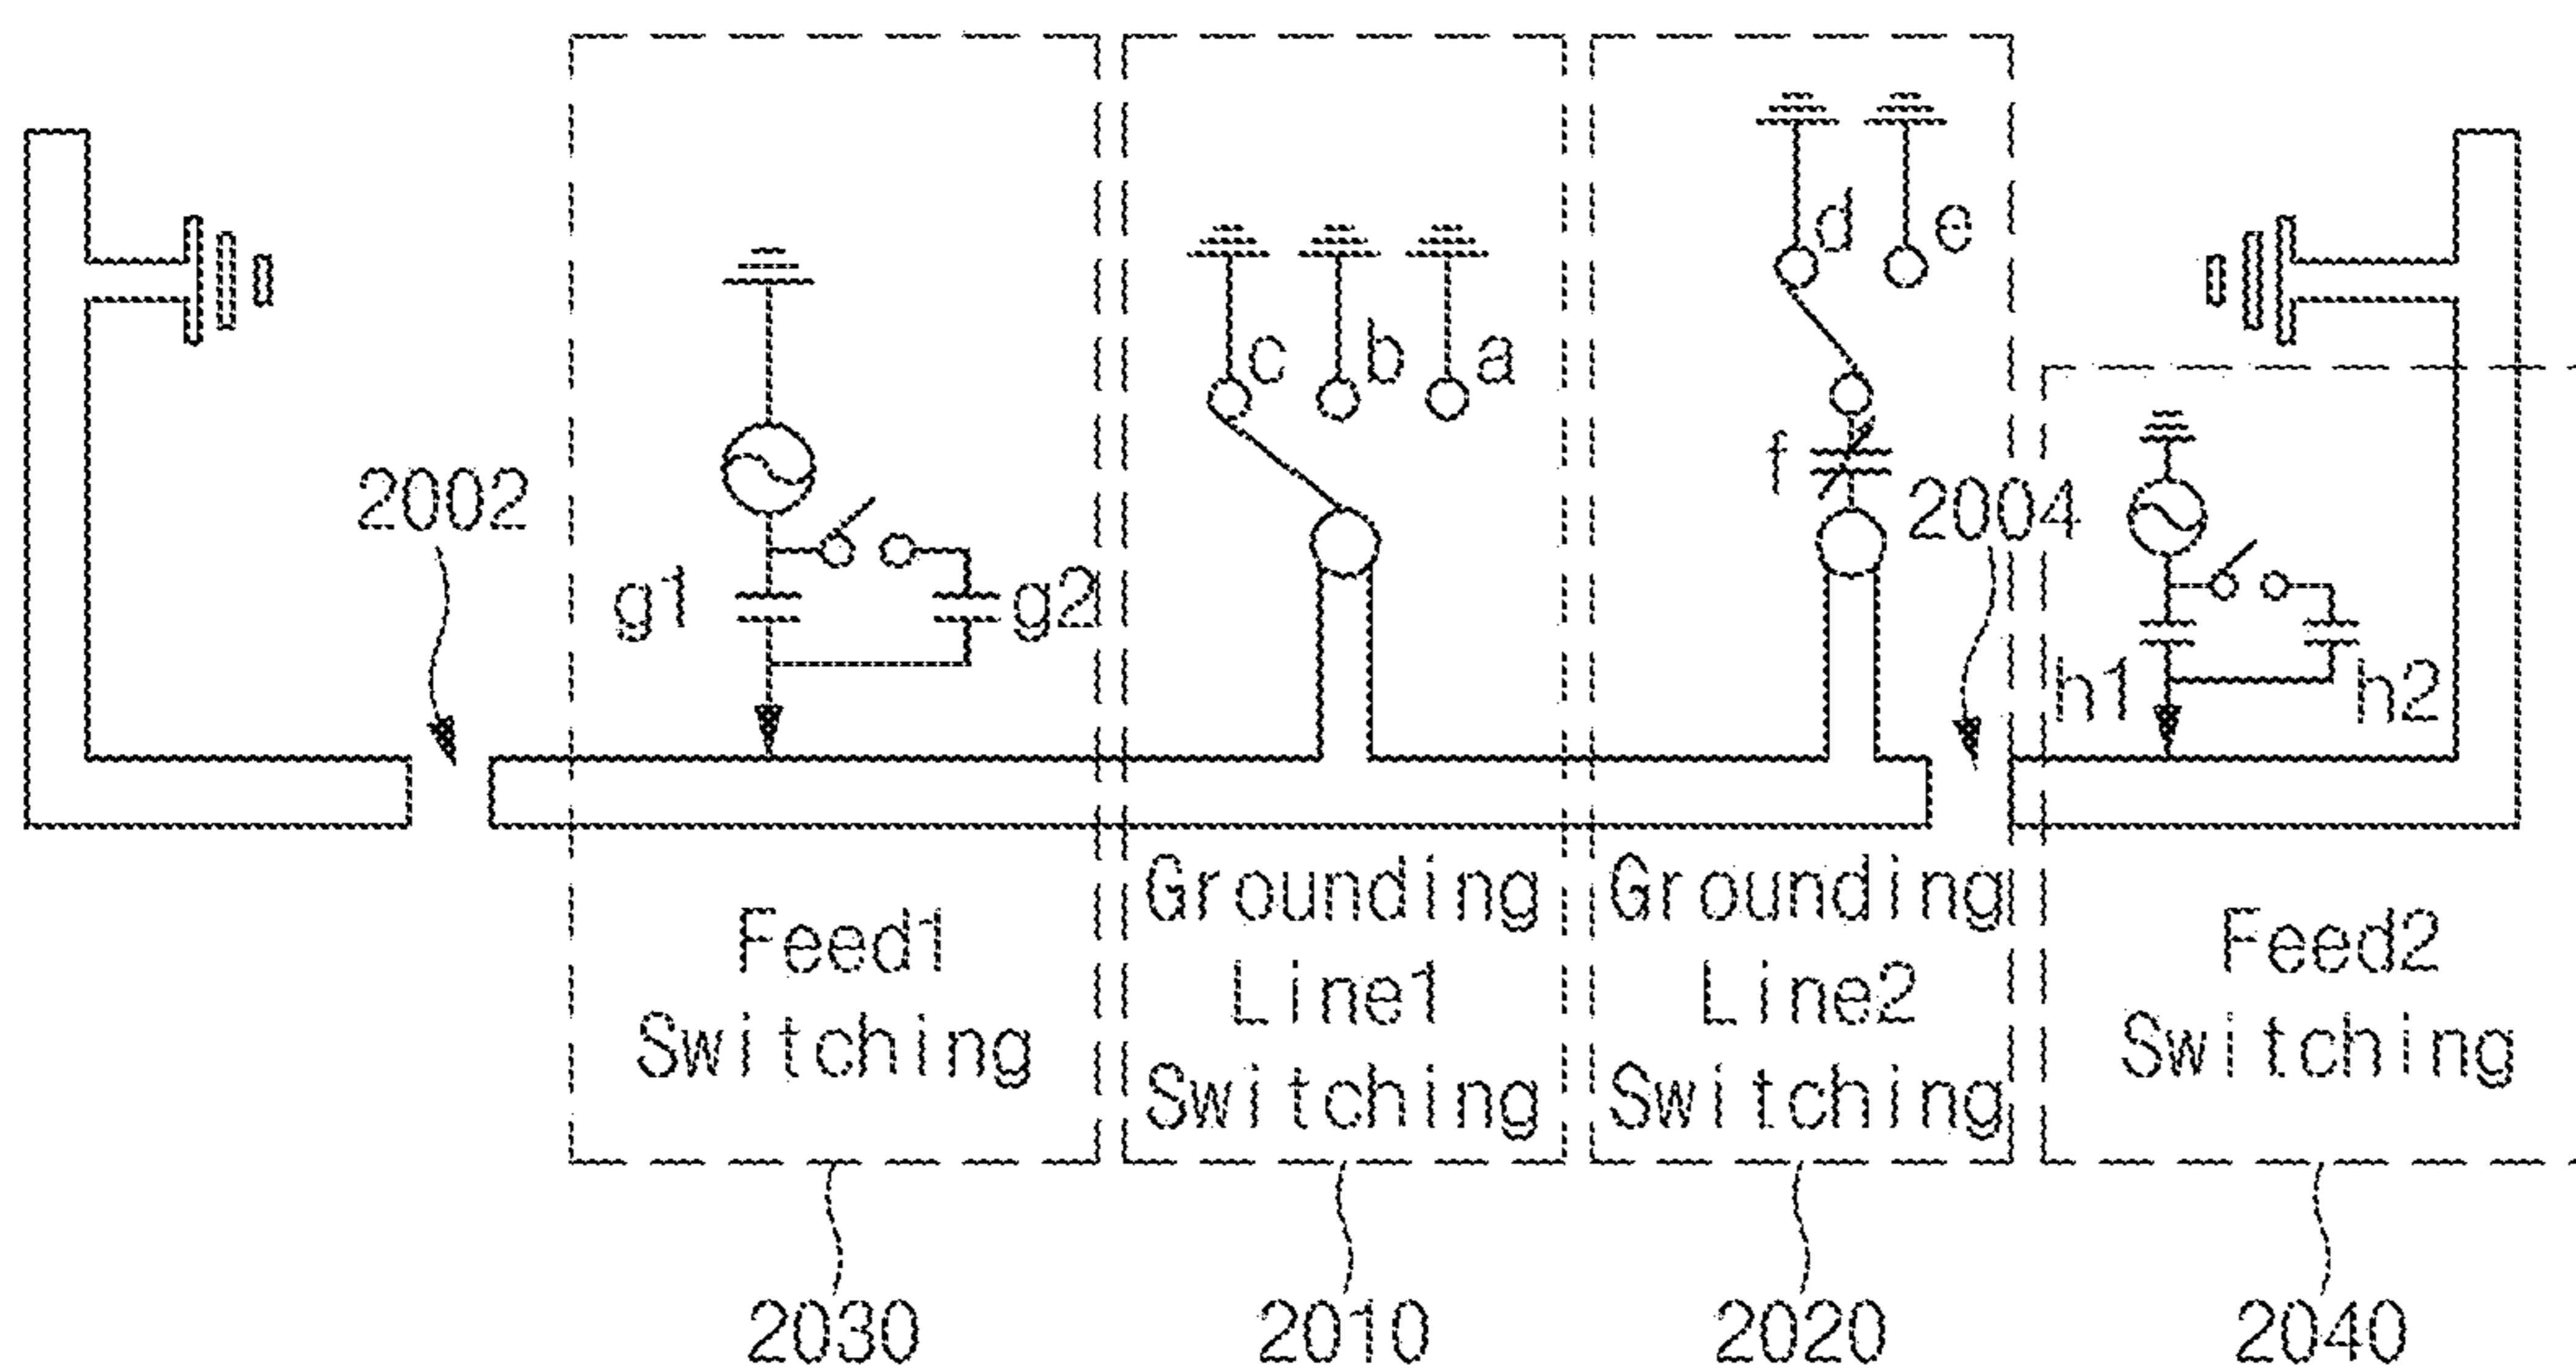 d e
c b a
f
2002
2004
g1 g2
h1 h2
Feed1
Switching
Grounding
Line1
Switching
Grounding
Line2
Switching
Feed2
Switching
2030 2010 2020 2040